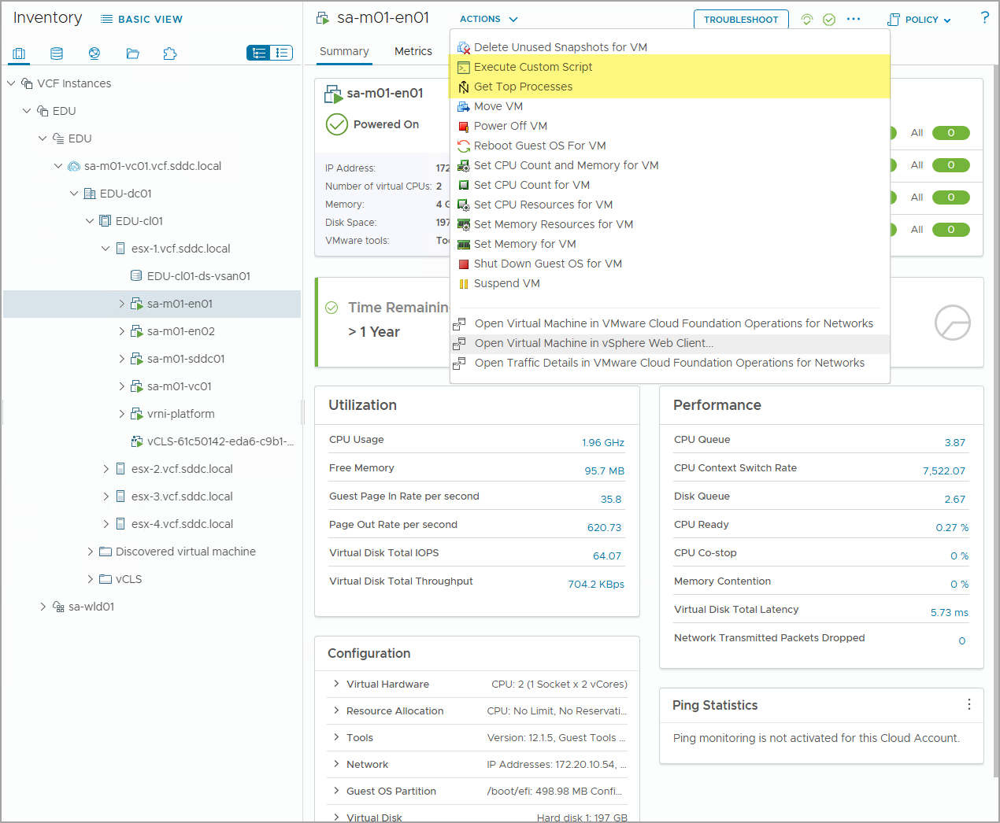 Inventory
BASIC VIEW
VCF Instances
EDU
EDU
sa-m01-vc01.vcf.sddc.local
EDU-dc01
EDU-cl01
esx-1.vcf.sddc.local
EDU-cl01-ds-vsan01
sa-m01-en01
sa-m01-en02
sa-m01-sddc01
sa-m01-vc01
vrni-platform
vCLS-61c50142-eda6-c9b1-...
esx-2.vcf.sddc.local
esx-3.vcf.sddc.local
esx-4.vcf.sddc.local
Discovered virtual machine
vCLS
sa-wld01
sa-m01-en01
ACTIONS
TROUBLESHOOT
POLICY
?
Summary
Metrics
Delete Unused Snapshots for VM
Execute Custom Script
Get Top Processes
Move VM
Power Off VM
Reboot Guest OS For VM
Set CPU Count and Memory for VM
Set CPU Count for VM
Set CPU Resources for VM
Set Memory Resources for VM
Set Memory for VM
Shut Down Guest OS for VM
Suspend VM
Open Virtual Machine in VMware Cloud Foundation Operations for Networks
Open Virtual Machine in vSphere Web Client...
Open Traffic Details in VMware Cloud Foundation Operations for Networks
sa-m01-en01
Powered On
IP Address: 172
Number of virtual CPUs: 2
Memory: 4 G
Disk Space: 197
VMware tools: Too
All 0
All 0
All 0
All 0
Time Remainin
> 1 Year
Utilization
CPU Usage 1.96 GHz
Free Memory 95.7 MB
Guest Page In Rate per second 35.8
Page Out Rate per second 620.73
Virtual Disk Total IOPS 64.07
Virtual Disk Total Throughput 704.2 KBps
Performance
CPU Queue 3.87
CPU Context Switch Rate 7,522.07
Disk Queue 2.67
CPU Ready 0.27 %
CPU Co-stop 0 %
Memory Contention 0 %
Virtual Disk Total Latency 5.73 ms
Network Transmitted Packets Dropped 0
Configuration
Virtual Hardware CPU: 2 (1 Socket x 2 vCores)
Resource Allocation CPU: No Limit, No Reservati...
Tools Version: 12.1.5, Guest Tools ...
Network IP Addresses: 172.20.10.54, ...
Guest OS Partition /boot/efi: 498.98 MB Confi...
Virtual Disk Hard disk 1: 197 GB
Ping Statistics
Ping monitoring is not activated for this Cloud Account.